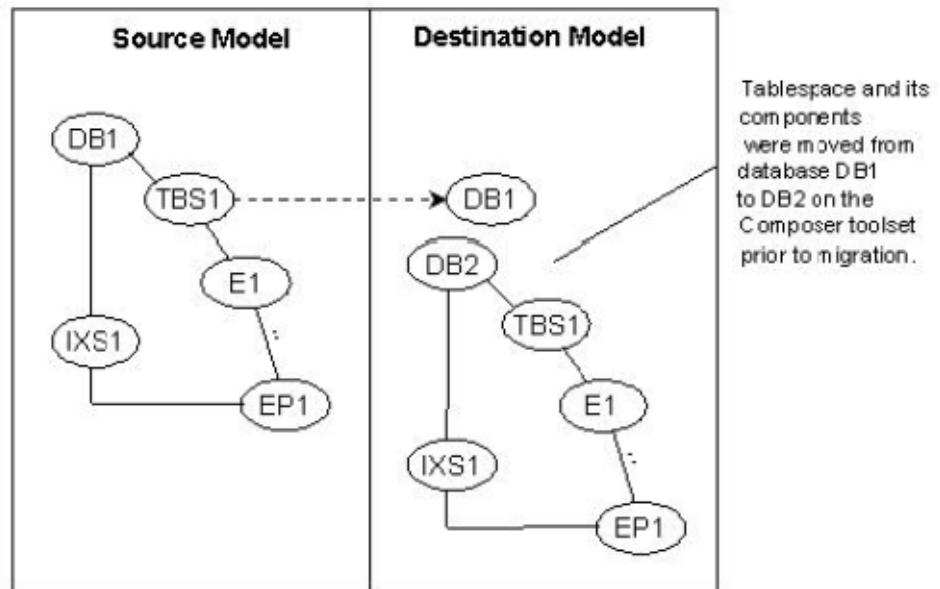 Source Model
DB1
TBS1
E1
IXS1
EP1
Destination Model
DB1
DB2
TBS1
E1
IXS1
EP1
Tablespace and its
components
were moved from
database DB1
to DB2 on the
Composer toolset
prior to migration.